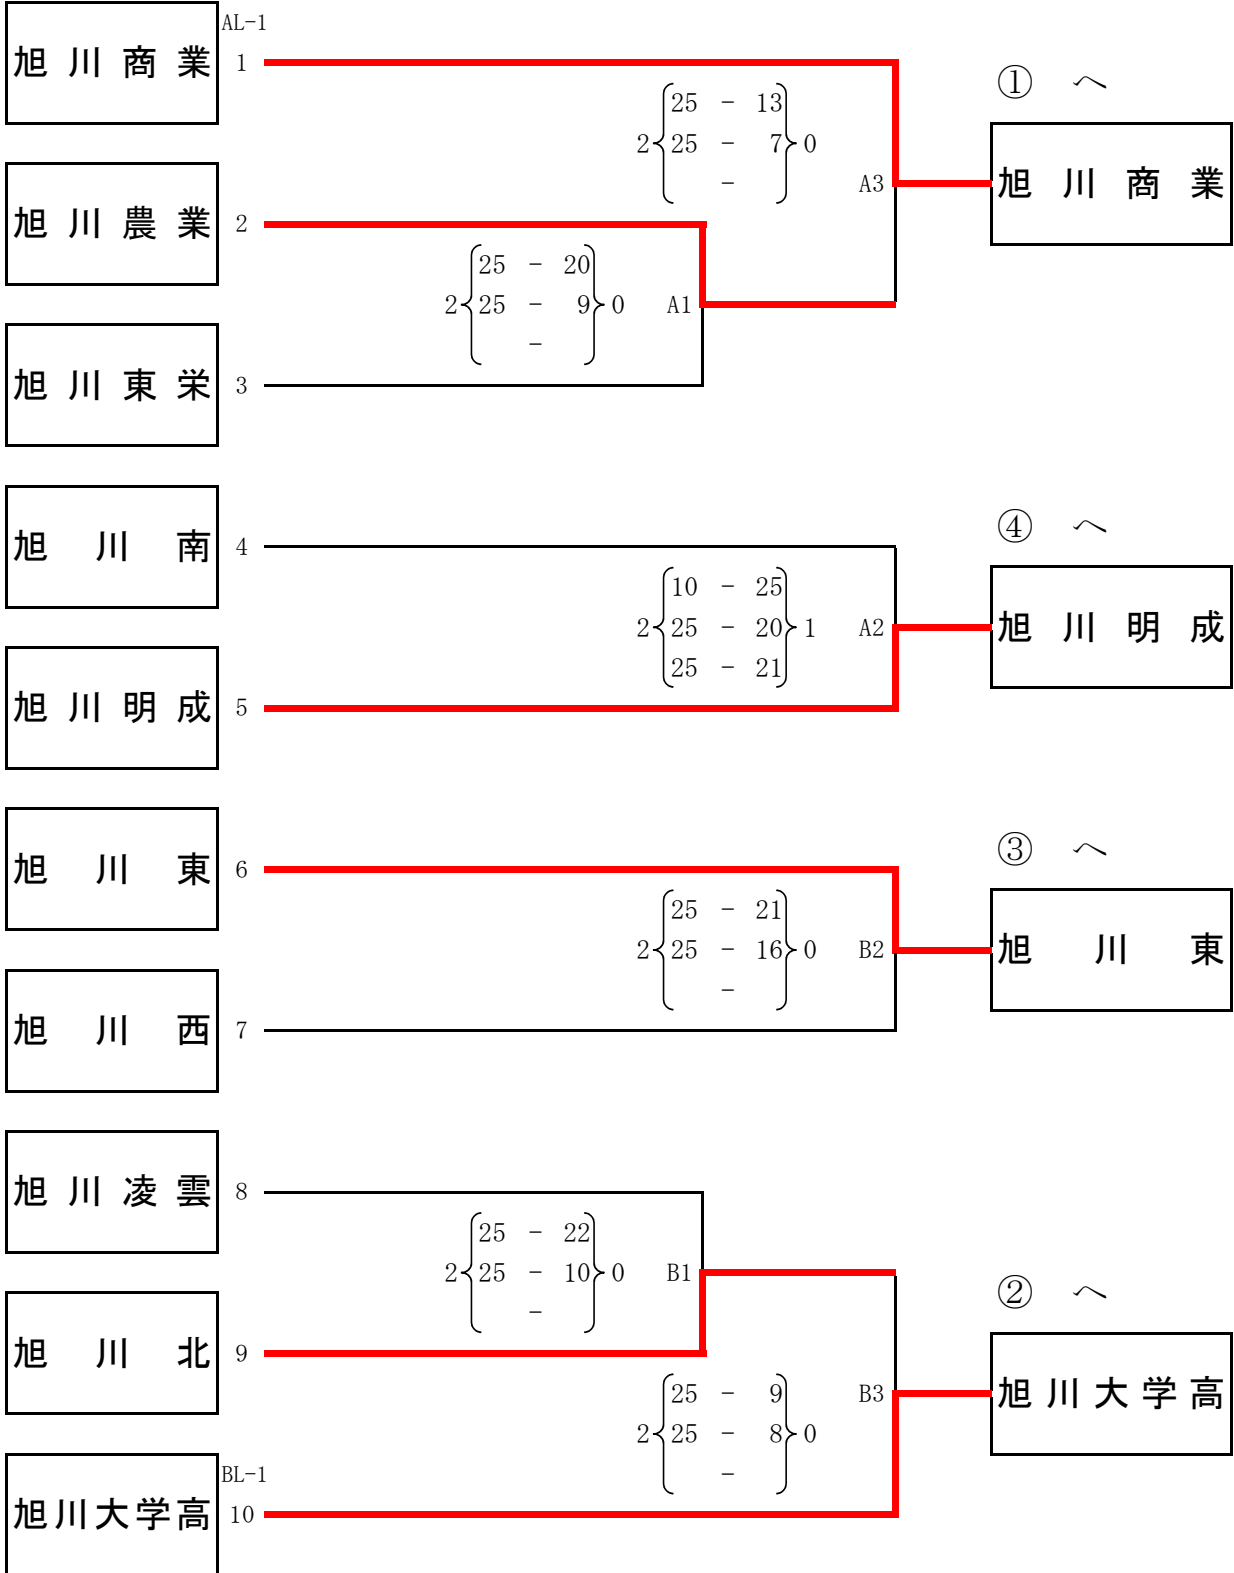 AL-1
旭川商業 1
① へ
25 - 13
2 25 - 7 0
-
A3
旭川商業
旭川農業 2
25 - 20
2 25 - 9 0
-
A1
旭川東栄 3
旭川南 4
④ へ
10 - 25
2 25 - 20 1
25 - 21
A2
旭川明成
旭川明成 5
旭川東 6
③ へ
25 - 21
2 25 - 16 0
-
B2
旭川東
旭川西 7
旭川凌雲 8
25 - 22
2 25 - 10 0
-
B1
② へ
旭川北 9
25 - 9
2 25 - 8 0
-
B3
旭川大学高
BL-1
旭川大学高 10